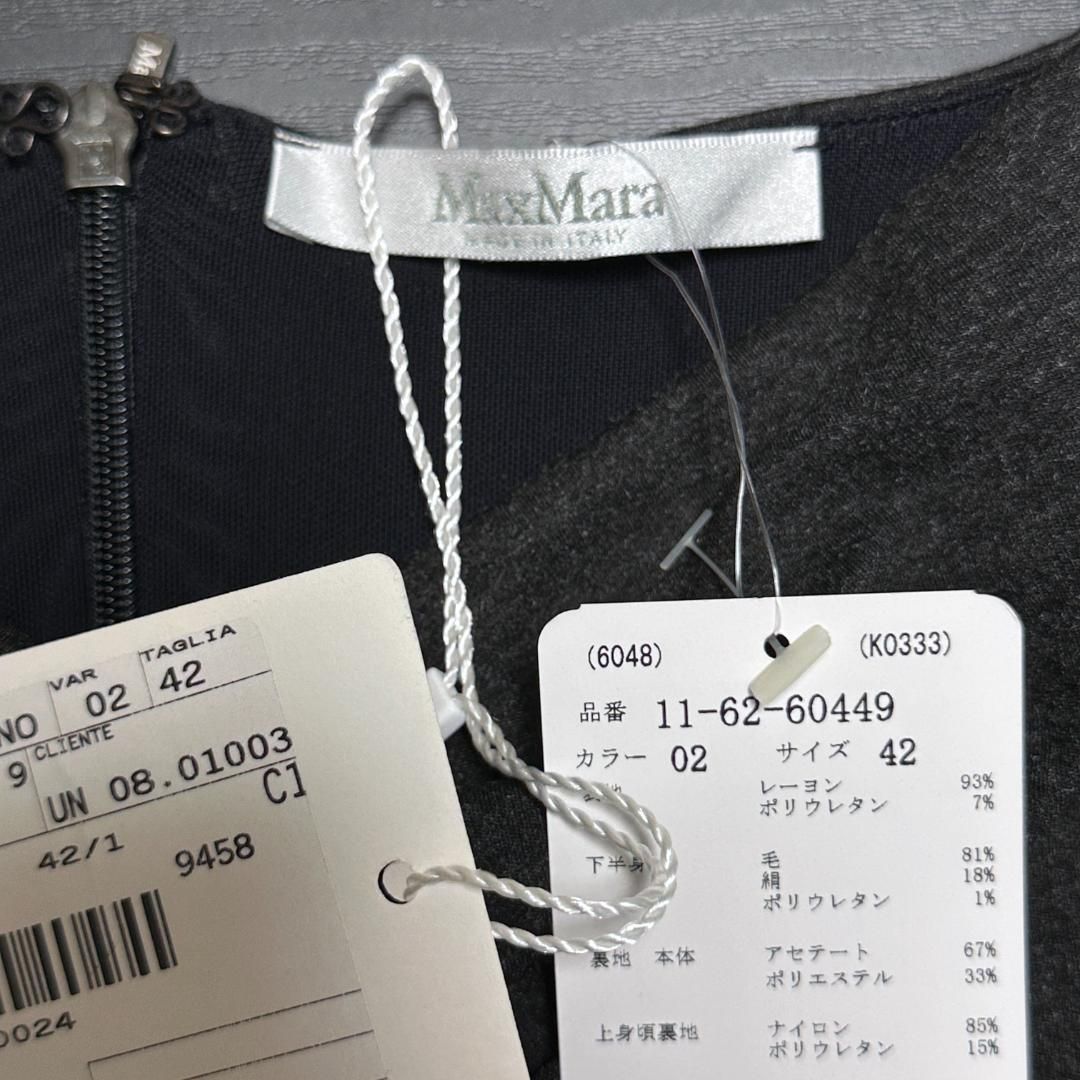 MaxMara
MADE IN ITALY
VAR
TAGLIA
NO
02
42
9
CLIENTE
UN 08.01003
C1
42/1
9458
0024
(6048)
(K0333)
品番 11-62-60449
カラー 02 サイズ 42
レーヨン 93%
ポリウレタン 7%
下半身 毛 81%
絹 18%
ポリウレタン 1%
裏地 本体 アセテート 67%
ポリエステル 33%
上身頃裏地 ナイロン 85%
ポリウレタン 15%